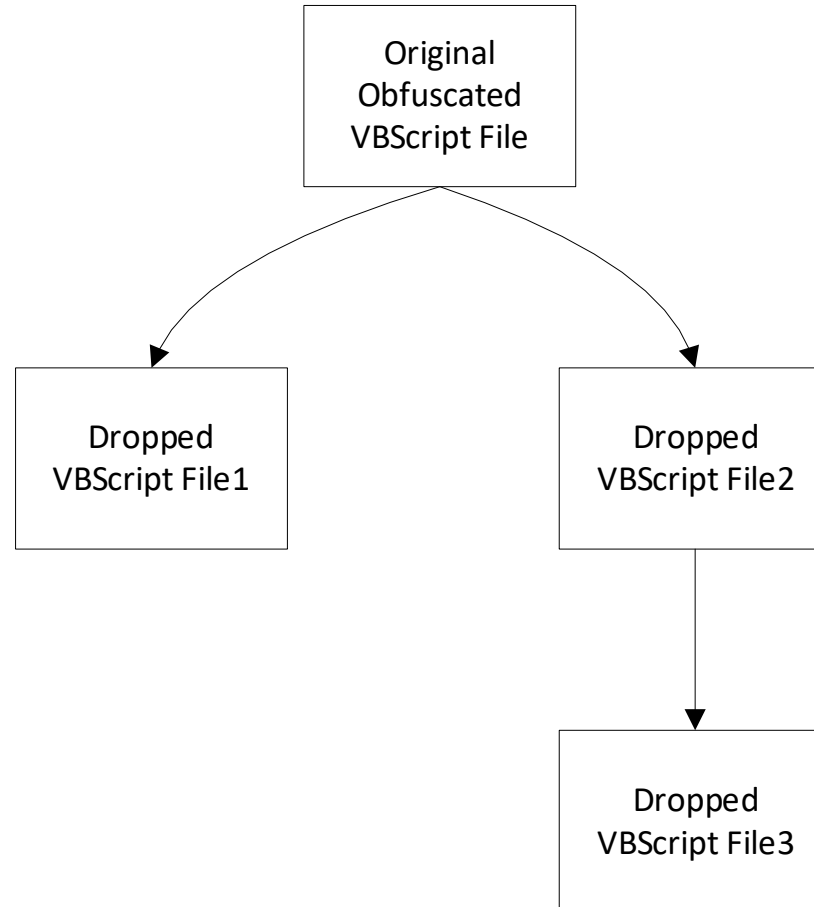 Original
Obfuscated
VBScript File
Dropped
VBScript File1
Dropped
VBScript File2
Dropped
VBScript File3